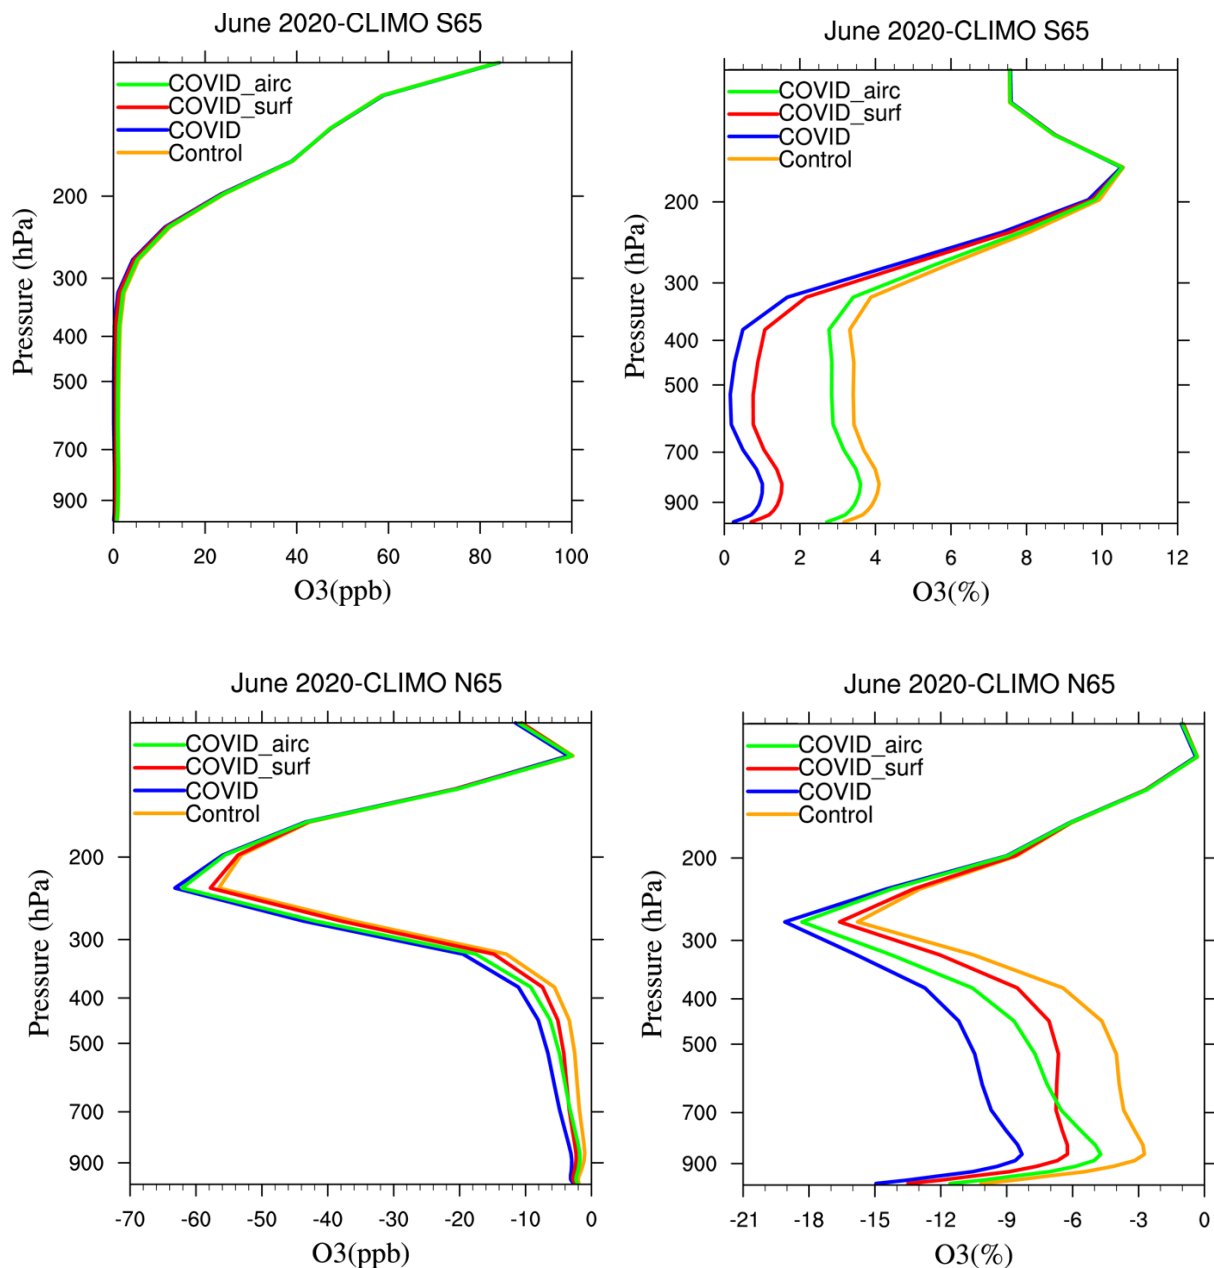 June 2020-CLIMO S65
COVID_airc
COVID_surf
COVID
Control
200
300
400
500
700
900
Pressure (hPa)
0 20 40 60 80 100
O3(ppb)
June 2020-CLIMO S65
COVID_airc
COVID_surf
COVID
Control
200
300
400
500
700
900
Pressure (hPa)
0 2 4 6 8 10 12
O3(%)
June 2020-CLIMO N65
COVID_airc
COVID_surf
COVID
Control
200
300
400
500
700
900
Pressure (hPa)
-70 -60 -50 -40 -30 -20 -10 0
O3(ppb)
June 2020-CLIMO N65
COVID_airc
COVID_surf
COVID
Control
200
300
400
500
700
900
Pressure (hPa)
-21 -18 -15 -12 -9 -6 -3 0
O3(%)